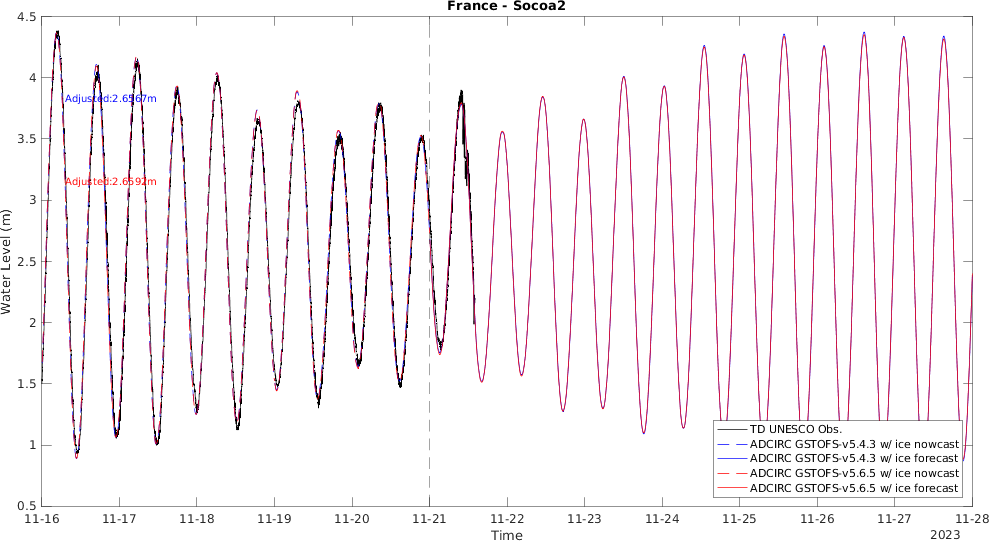 France - Socoa2
4.5
4
3.5
3
2.5
2
1.5
1
0.5
Water Level (m)
Adjusted:2.6567m
Adjusted:2.6592m
TD UNESCO Obs.
ADCIRC GSTOFS-v5.4.3 w/ ice nowcast
ADCIRC GSTOFS-v5.4.3 w/ ice forecast
ADCIRC GSTOFS-v5.6.5 w/ ice nowcast
ADCIRC GSTOFS-v5.6.5 w/ ice forecast
11-16 11-17 11-18 11-19 11-20 11-21 11-22 11-23 11-24 11-25 11-26 11-27 11-28
Time
2023